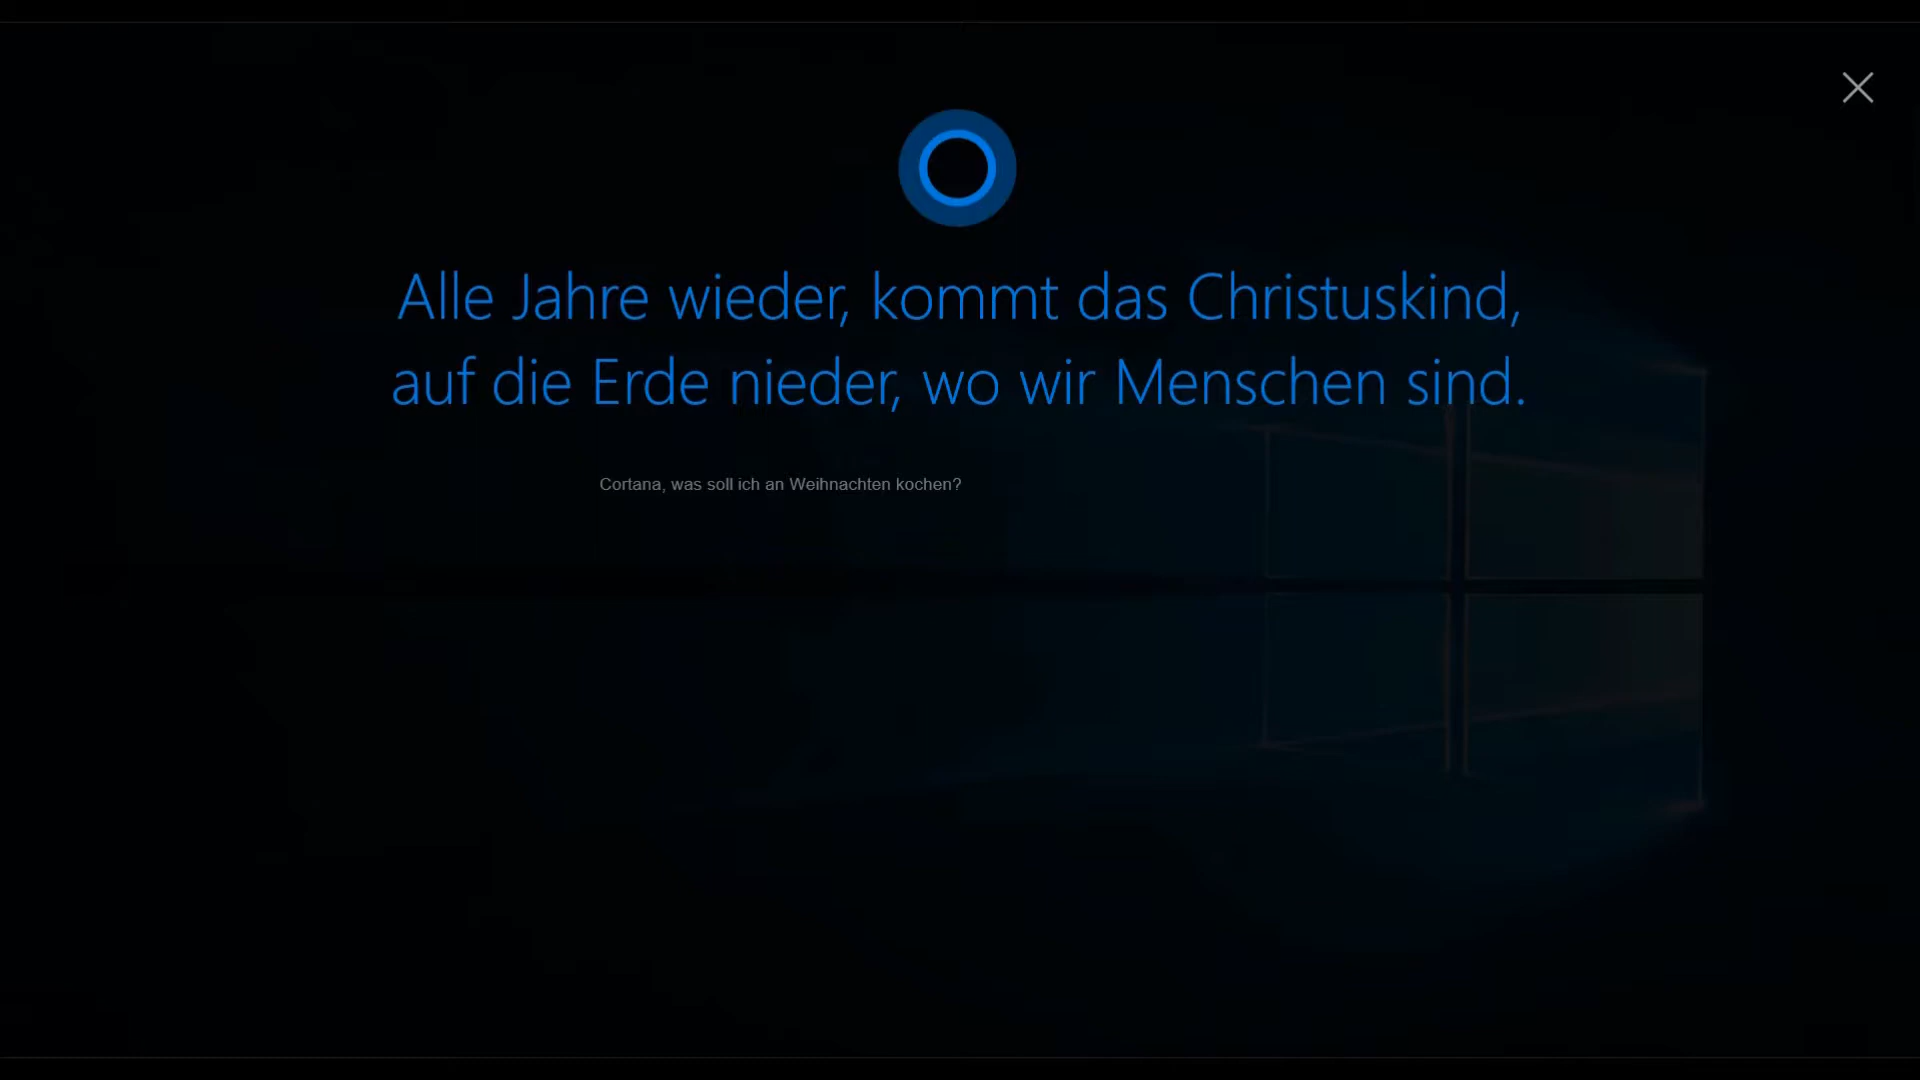 Alle Jahre wieder, kommt das Christuskind,
auf die Erde nieder, wo wir Menschen sind.
Cortana, was soll ich an Weihnachten kochen?